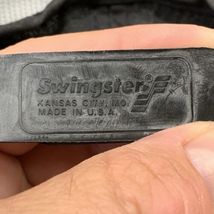 Swingster®
KANSAS CITY, MO.
MADE IN U.S.A.